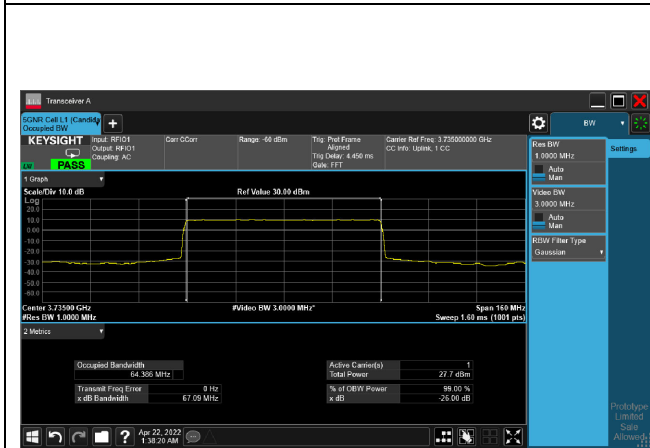 Transceiver A
5GNR Cell L1 (Candid
Occupied BW
BW
KEYSIGHT
Input: RFIO1
Output: RFIO1
Coupling: AC
Corr CCorr
Range: -60 dBm
Trig: Prot Frame
Aligned
Trig Delay: 4.450 ms
Gate: FFT
Carrier Ref Freq: 3.735000000 GHz
CC Info: Uplink, 1 CC
PASS
Res BW
1.0000 MHz
Auto
Man
Settings
Video BW
3.0000 MHz
Auto
Man
RBW Filter Type
Gaussian
1 Graph
Scale/Div 10.0 dB
Ref Value 30.00 dBm
Log
20.0
10.0
0.00
-10.0
-20.0
-30.0
-40.0
-50.0
-60.0
Center 3.73500 GHz
#Video BW 3.0000 MHz*
Span 160 MHz
#Res BW 1.0000 MHz
Sweep 1.60 ms (1001 pts)
2 Metrics
Occupied Bandwidth
64.386 MHz
Active Carrier(s) 1
Total Power 27.7 dBm
Transmit Freq Error 0 Hz
x dB Bandwidth 67.09 MHz
% of OBW Power 99.00 %
x dB -26.00 dB
Prototype
Limited
Sale
Allowed
Apr 22, 2022
1:38:20 AM